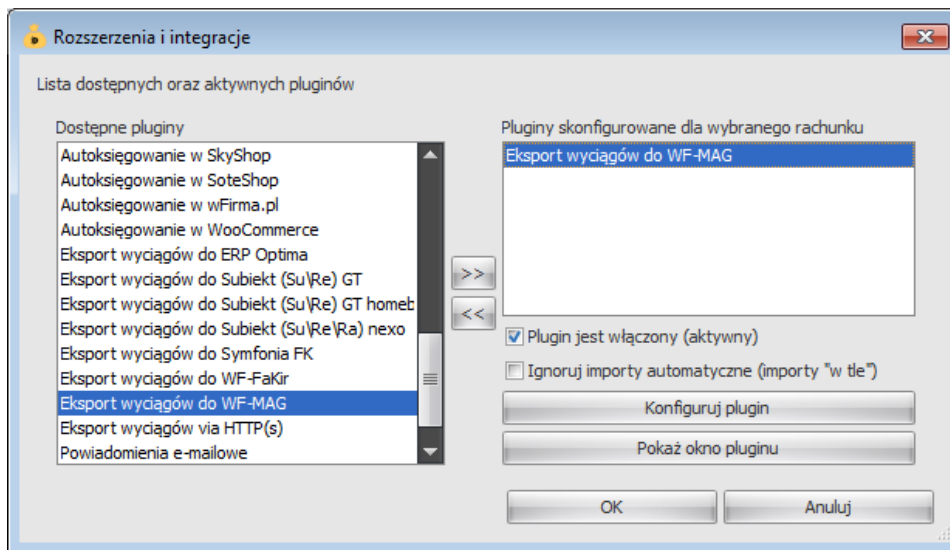 Rozszerzenia i integracje
Lista dostępnych oraz aktywnych pluginów
Dostępne pluginy
Autoksięgowanie w SkyShop
Autoksięgowanie w SoteShop
Autoksięgowanie w wFirma.pl
Autoksięgowanie w WooCommerce
Eksport wyciągów do ERP Optima
Eksport wyciągów do Subiekt (Su\Re) GT
Eksport wyciągów do Subiekt (Su\Re) GT homeb
Eksport wyciągów do Subiekt (Su\Re\Ra) nexo
Eksport wyciągów do Symfonia FK
Eksport wyciągów do WF-FaKir
Eksport wyciągów do WF-MAG
Eksport wyciągów via HTTP(s)
Powiadomienia e-mailowe
>>
<<
Pluginy skonfigurowane dla wybranego rachunku
Eksport wyciągów do WF-MAG
Plugin jest włączony (aktywny)
Ignoruj importy automatyczne (importy "w tle")
Konfiguruj plugin
Pokaż okno pluginu
OK
Anuluj